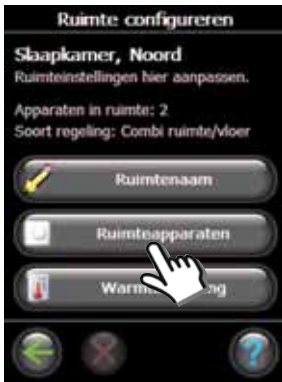 Ruimte configureren
Slaapkamer, Noord
Ruimteinstellingen hier aanpassen.
Apparaten in ruimte: 2
Soort regeling: Combi ruimte/vloer
Ruimtenaam
Ruimteapparaten
?